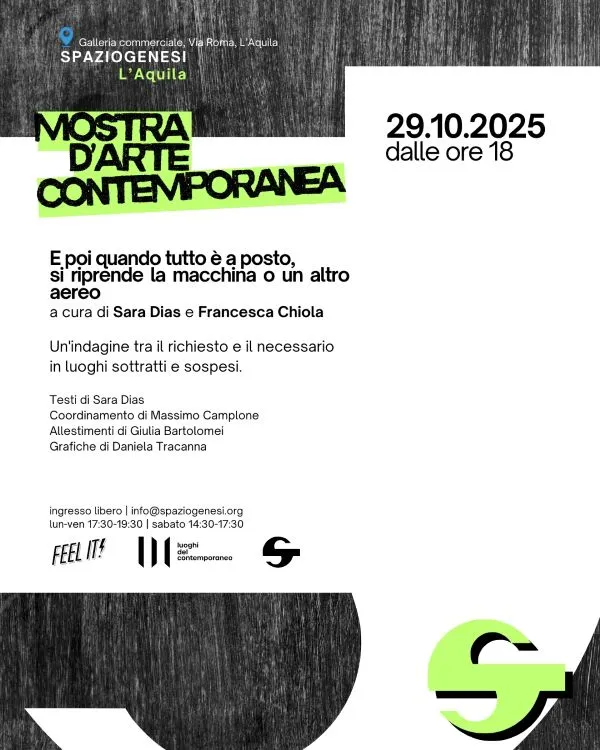 Galleria commerciale, Via Roma, L'Aquila
SPAZIOGENESI
L'Aquila
MOSTRA
D'ARTE
CONTEMPORANEA
29.10.2025
dalle ore 18
E poi quando tutto è a posto,
si riprende la macchina o un altro
aereo
a cura di Sara Dias e Francesca Chiola
Un'indagine tra il richiesto e il necessario
in luoghi sottratti e sospesi.
Testi di Sara Dias
Coordinamento di Massimo Camplone
Allestimenti di Giulia Bartolomei
Grafiche di Daniela Tracanna
ingresso libero | info@spaziogenesi.org
lun-ven 17:30-19:30 | sabato 14:30-17:30
FEEL IT!
luoghi
del
contemporaneo